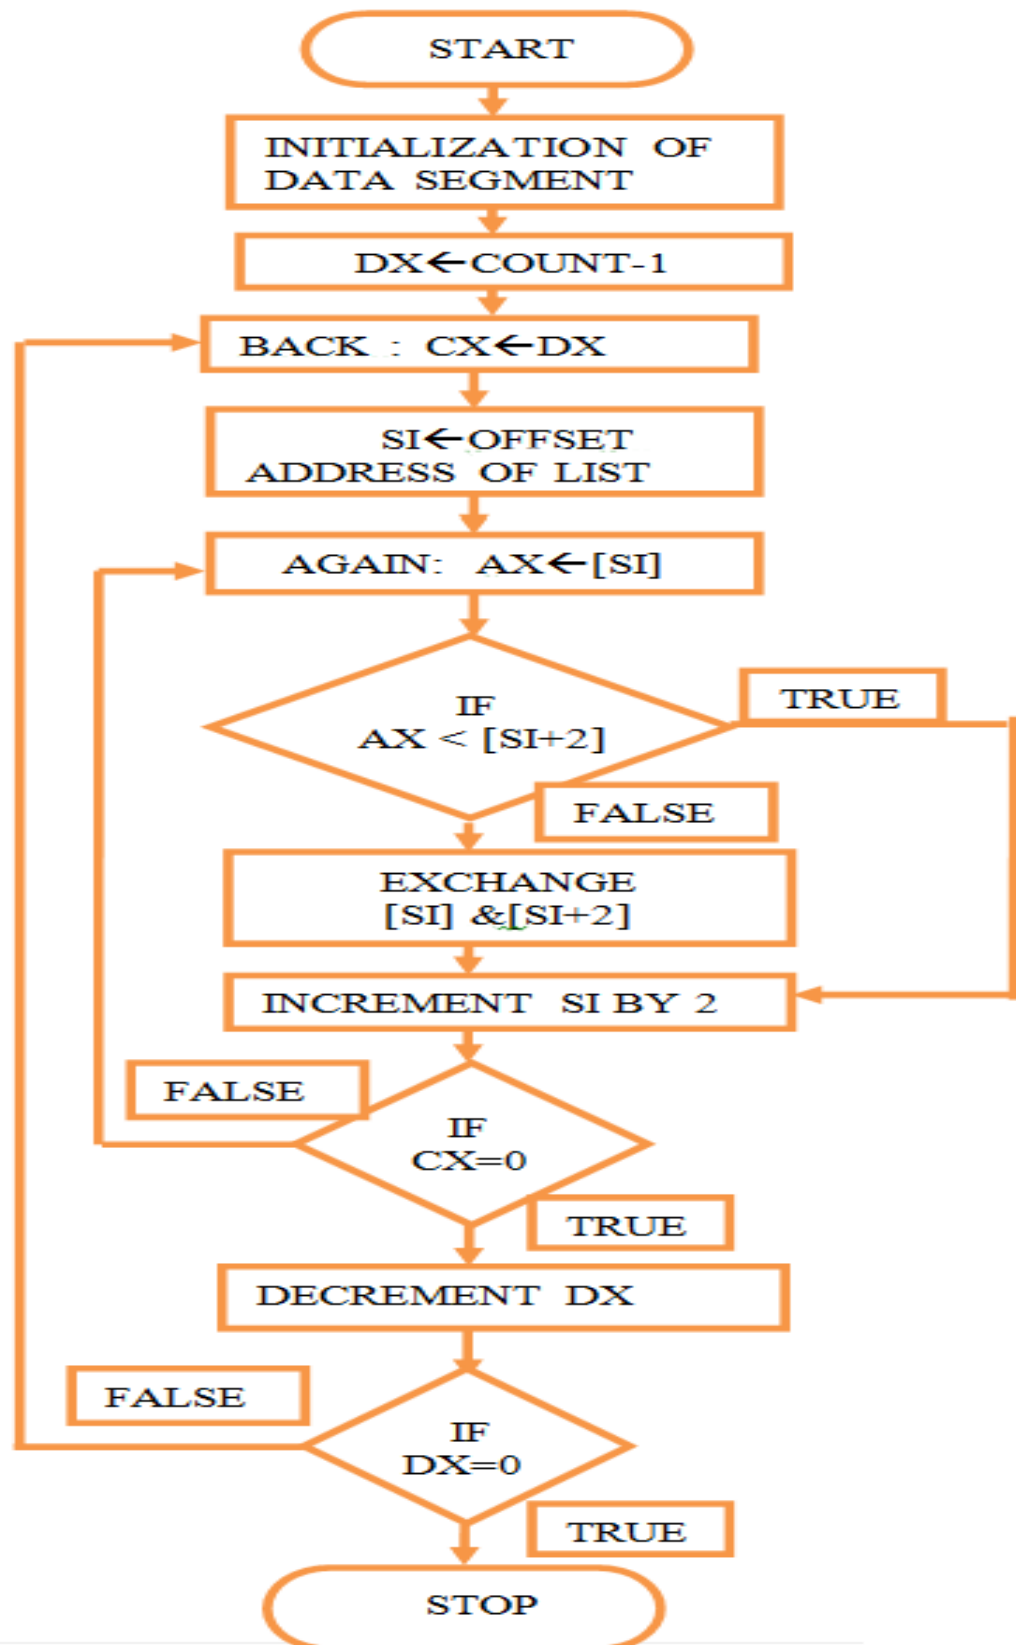 START
INITIALIZATION OF
DATA SEGMENT
DX←COUNT-1
BACK : CX←DX
SI←OFFSET
ADDRESS OF LIST
AGAIN: AX←[SI]
IF
AX < [SI+2]
TRUE
FALSE
EXCHANGE
[SI] &[SI+2]
INCREMENT SI BY 2
FALSE
IF
CX=0
TRUE
DECREMENT DX
FALSE
IF
DX=0
TRUE
STOP